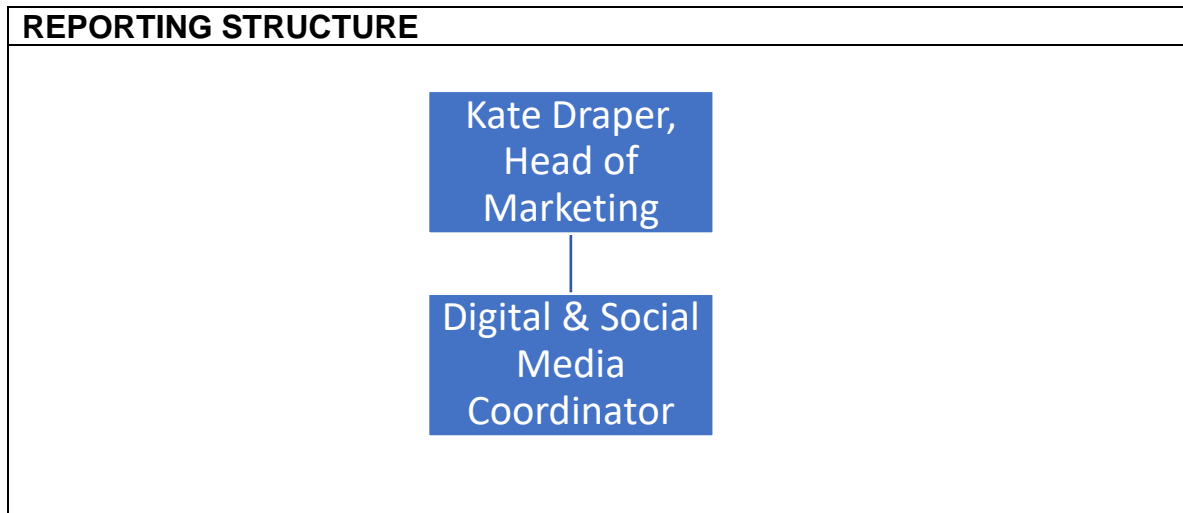 REPORTING STRUCTURE
Kate Draper,
Head of
Marketing
Digital & Social
Media
Coordinator